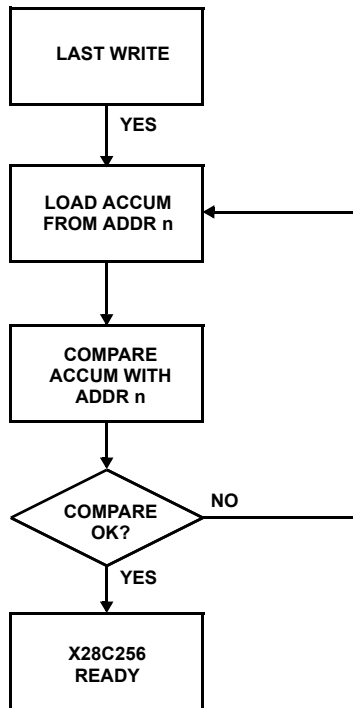 LAST WRITE
YES
LOAD ACCUM
FROM ADDR n
COMPARE
ACCUM WITH
ADDR n
COMPARE
OK?
NO
YES
X28C256
READY